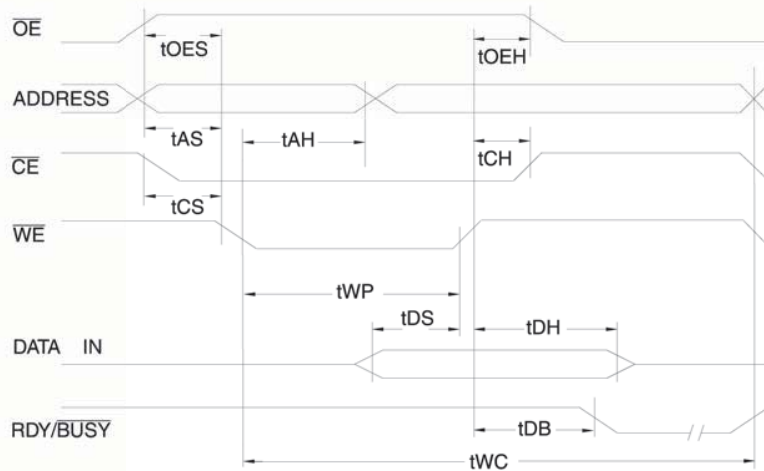 OE
tOES
tOEH
ADDRESS
tAS
tAH
tCH
CE
tCS
WE
tWP
tDS
tDH
DATA IN
RDY/BUSY
tDB
tWC